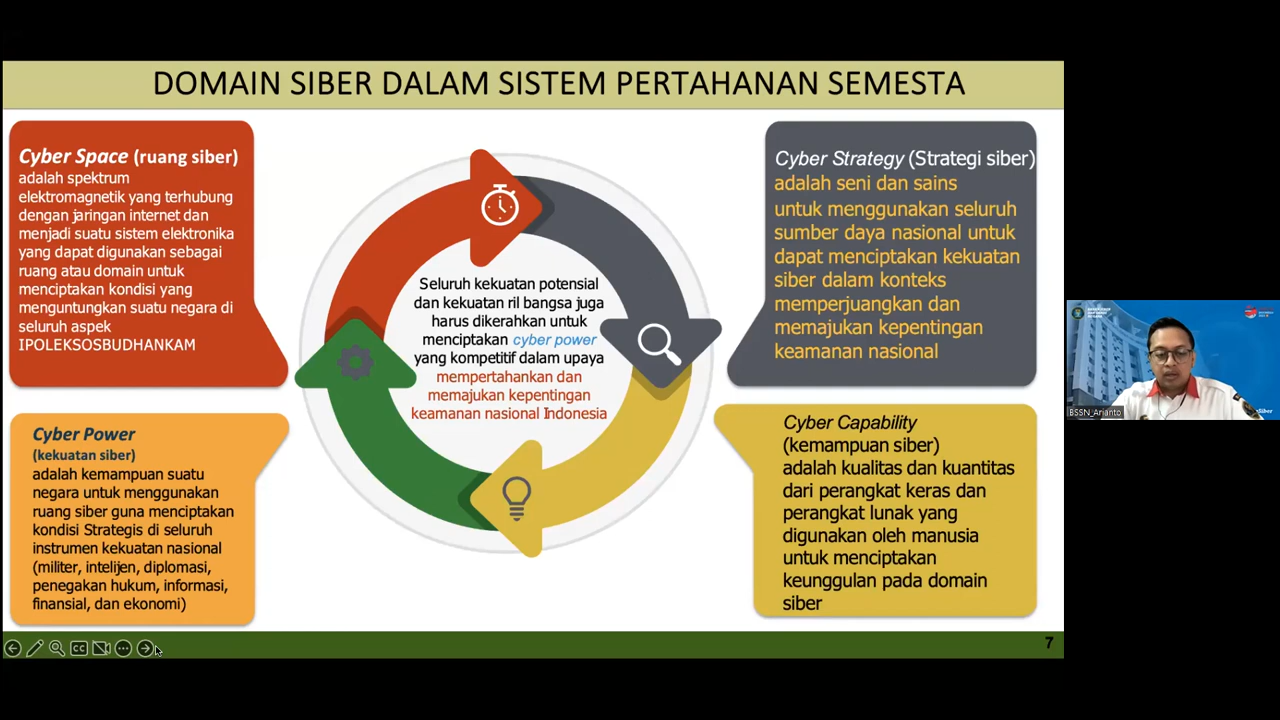 DOMAIN SIBER DALAM SISTEM PERTAHANAN SEMESTA
Cyber Space (ruang siber)
adalah spektrum
elektromagnetik yang terhubung
dengan jaringan internet dan
menjadi suatu sistem elektronika
yang dapat digunakan sebagai
ruang atau domain untuk
menciptakan kondisi yang
menguntungkan suatu negara di
seluruh aspek
IPOLEKSOSBUDHANKAM
Cyber Power
(kekuatan siber)
adalah kemampuan suatu
negara untuk menggunakan
ruang siber guna menciptakan
kondisi Strategis di seluruh
instrumen kekuatan nasional
(militer, intelijen, diplomasi,
penegakan hukum, informasi,
finansial, dan ekonomi)
Seluruh kekuatan potensial
dan kekuatan ril bangsa juga
harus dikerahkan untuk
menciptakan cyber power
yang kompetitif dalam upaya
mempertahankan dan
memajukan kepentingan
keamanan nasional Indonesia
Cyber Strategy (Strategi siber)
adalah seni dan sains
untuk menggunakan seluruh
sumber daya nasional untuk
dapat menciptakan kekuatan
siber dalam konteks
memperjuangkan dan
memajukan kepentingan
keamanan nasional
Cyber Capability
(kemampuan siber)
adalah kualitas dan kuantitas
dari perangkat keras dan
perangkat lunak yang
digunakan oleh manusia
untuk menciptakan
keunggulan pada domain
siber
CC
7
BSSN_Arianto